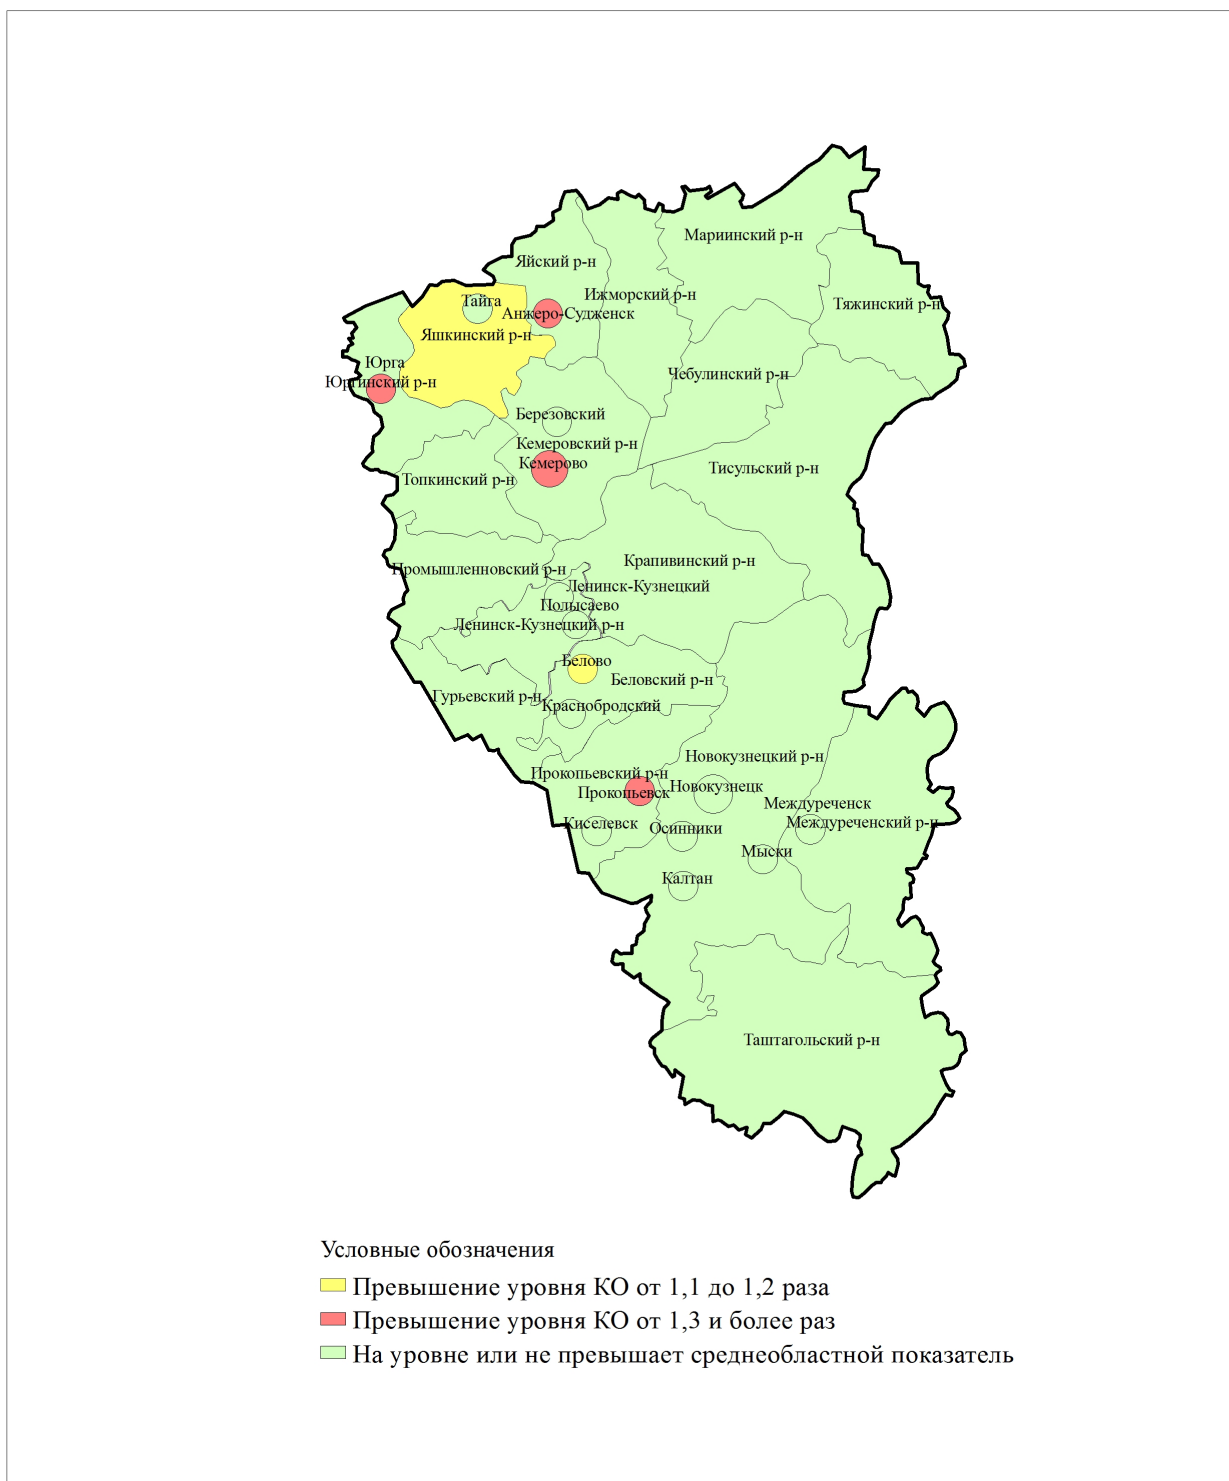 Мариинский р-н
Яйский р-н
Ижморский р-н
Тяжинский р-н
Тайга
Анжеро-Судженск
Яшкинский р-н
Юрга
Чебулинский р-н
Юргинский р-н
Березовский
Кемеровский р-н
Кемерово
Тисульский р-н
Топкинский р-н
Крапивинский р-н
Промышленновский р-н
Ленинск-Кузнецкий
Полысаево
Ленинск-Кузнецкий р-н
Белово
Беловский р-н
Гурьевский р-н
Краснобродский
Новокузнецкий р-н
Прокопьевский р-н
Новокузнецк
Прокопьевск
Междуреченск
Киселевск
Осинники
Междуреченский р-н
Мыски
Калтан
Таштагольский р-н
Условные обозначения
Превышение уровня КО от 1,1 до 1,2 раза
Превышение уровня КО от 1,3 и более раз
На уровне или не превышает среднеобластной показатель